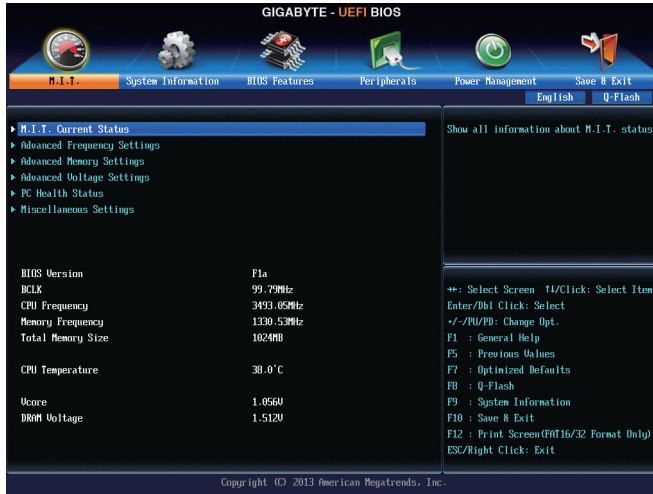 GIGABYTE - UEFI BIOS
M.I.T. System Information BIOS Features Peripherals Power Management Save & Exit
English Q-Flash
M.I.T. Current Status
Advanced Frequency Settings
Advanced Memory Settings
Advanced Voltage Settings
PC Health Status
Miscellaneous Settings
BIOS Version F1a
BCLK 99.79MHz
CPU Frequency 3493.05MHz
Memory Frequency 1330.53MHz
Total Memory Size 1024MB
CPU Temperature 38.0°C
Vcore 1.056V
DRAM Voltage 1.512V
Show all information about M.I.T. status
→←: Select Screen ↑↓/Click: Select Item
Enter/Dbl Click: Select
+/-/PU/PD: Change Opt.
F1 : General Help
F5 : Previous Values
F7 : Optimized Defaults
F8 : Q-Flash
F9 : System Information
F10 : Save & Exit
F12 : Print Screen(FAT16/32 Format Only)
ESC/Right Click: Exit
Copyright (C) 2013 American Megatrends, Inc.